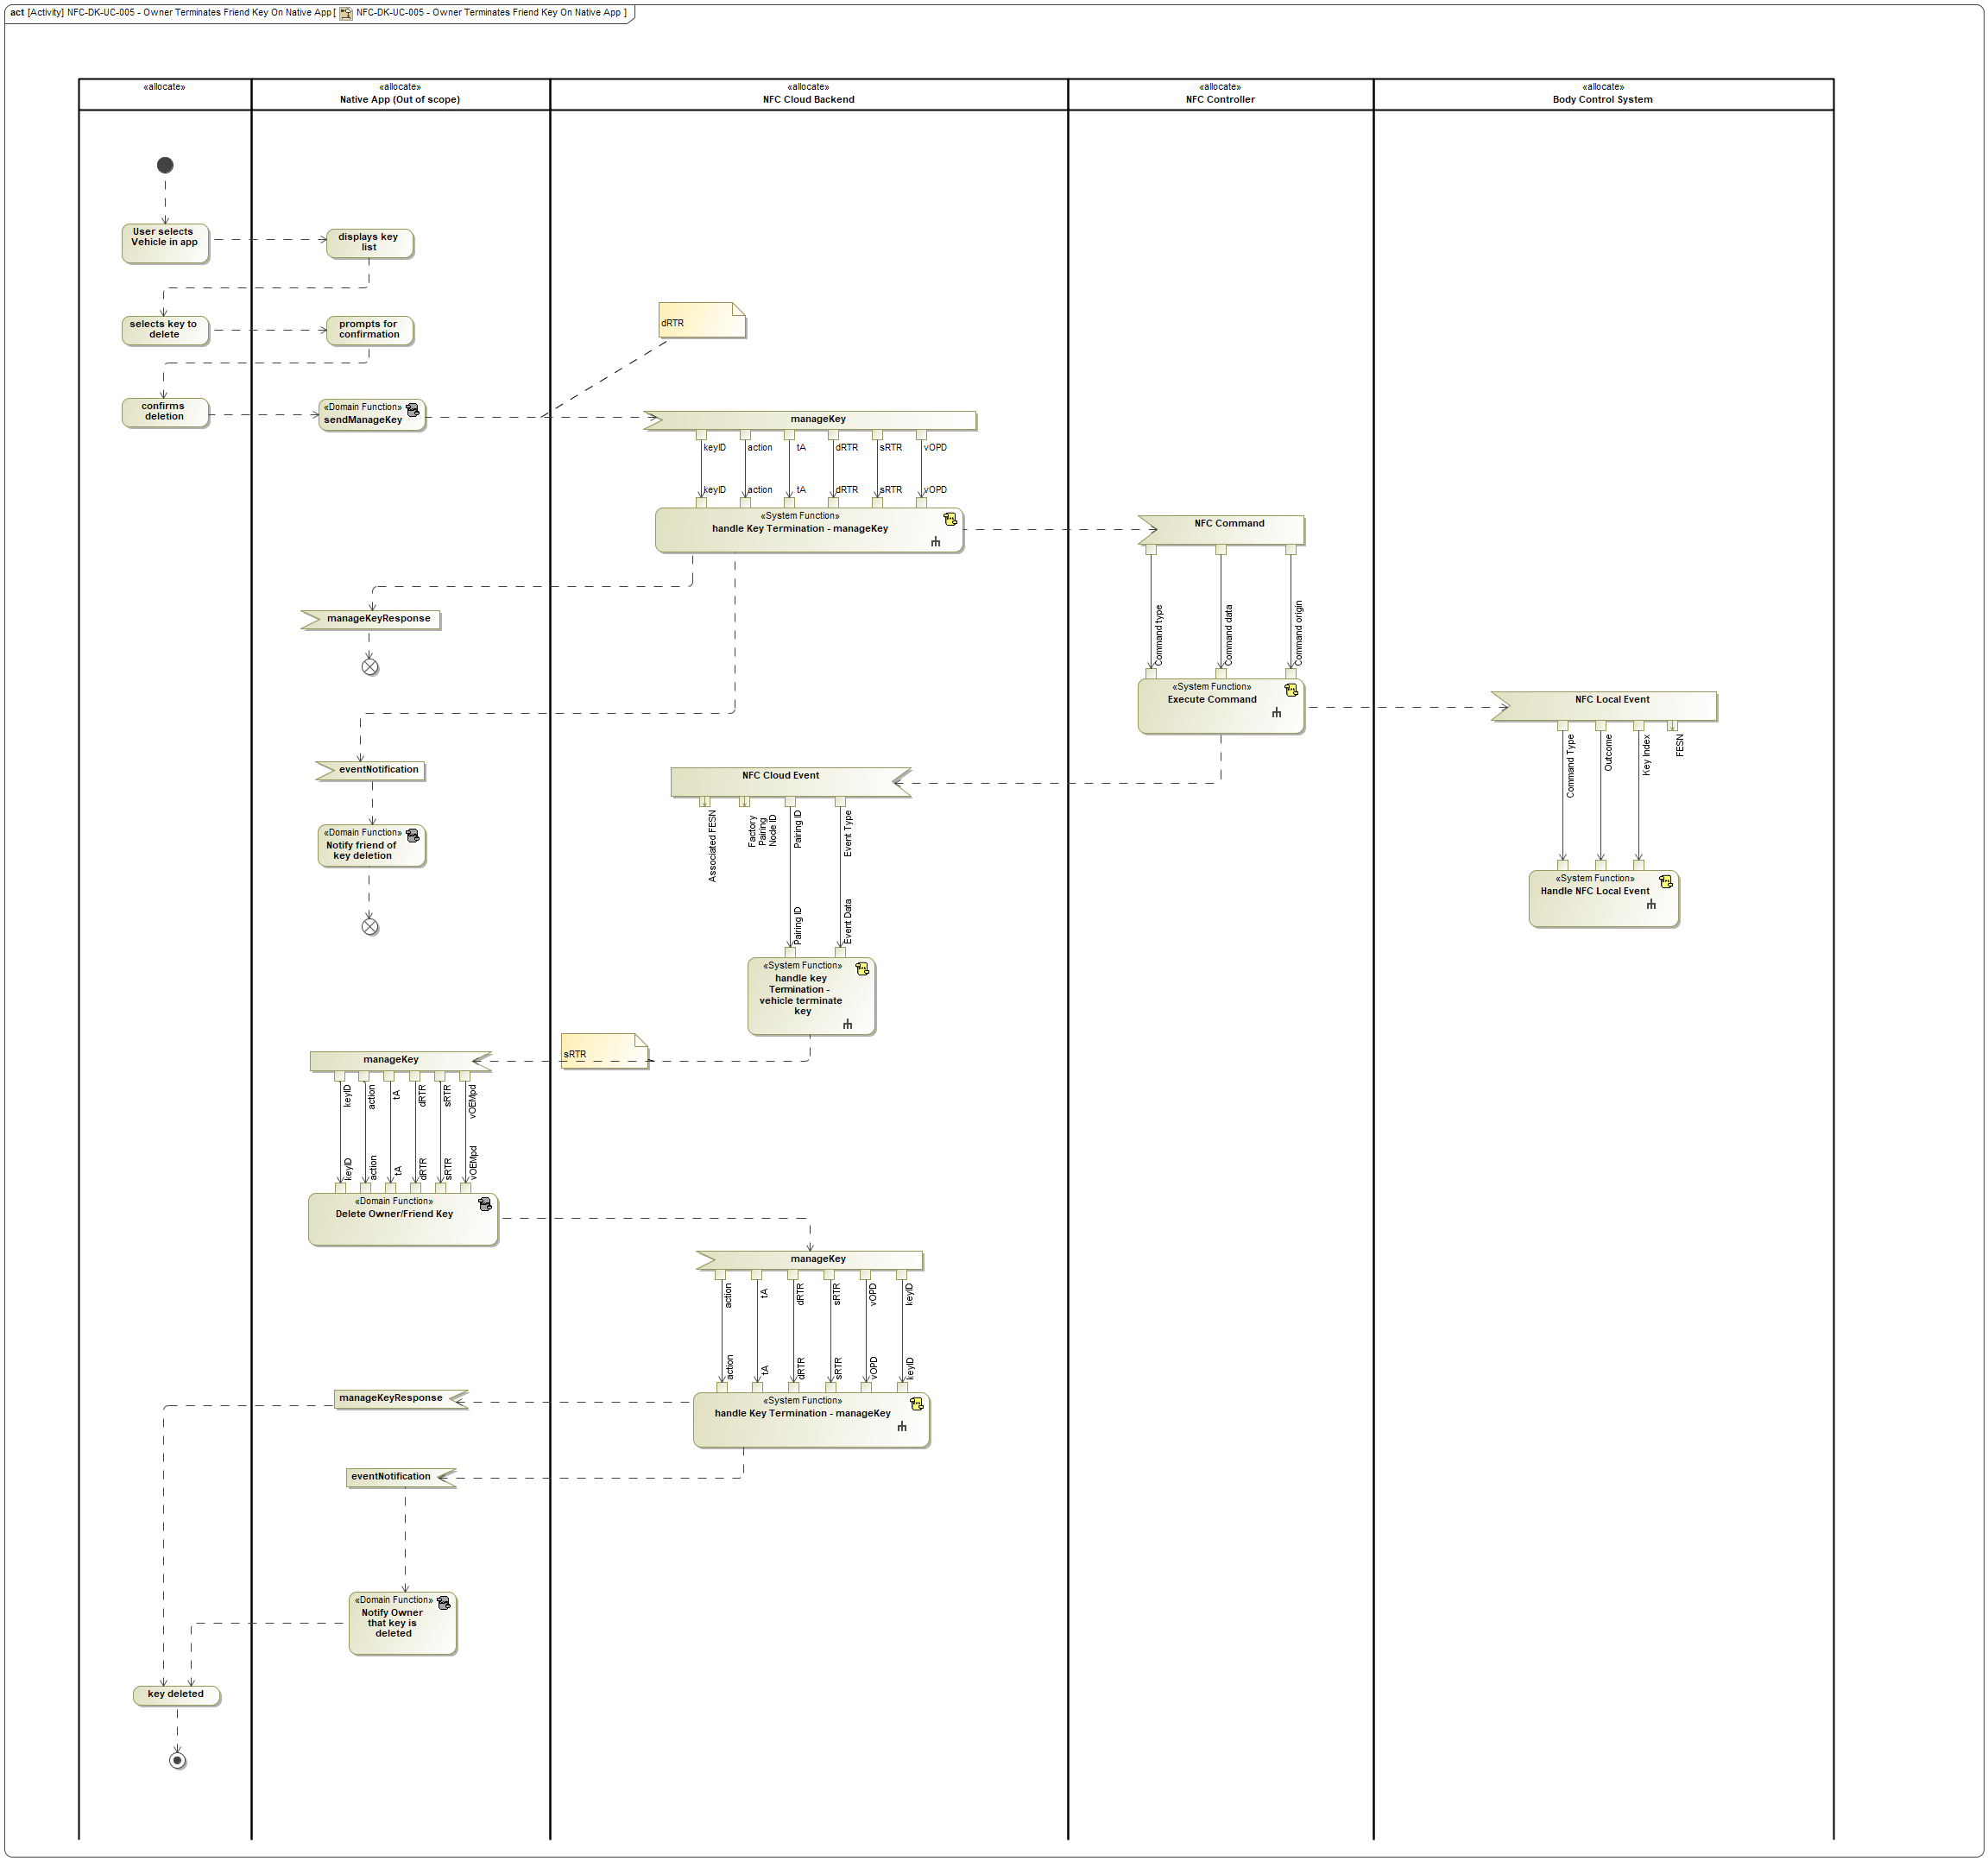 act [Activity] NFC-DK-UC-005 - Owner Terminates Friend Key On Native App [ NFC-DK-UC-005 - Owner Terminates Friend Key On Native App ]
«allocate»
«allocate»
Native App (Out of scope)
«allocate»
NFC Cloud Backend
«allocate»
NFC Controller
«allocate»
Body Control System
User selects
Vehicle in app
displays key
list
selects key to
delete
prompts for
confirmation
dRTR
confirms
deletion
«Domain Function»
sendManageKey
manageKey
keyID
action
tA
dRTR
sRTR
vOPD
keyID
action
tA
dRTR
sRTR
vOPD
«System Function»
handle Key Termination - manageKey
NFC Command
Command type
Command data
Command origin
manageKeyResponse
«System Function»
Execute Command
NFC Local Event
Command Type
Outcome
Key Index
FESN
eventNotification
NFC Cloud Event
Associated FESN
Factory
Pairing
Node ID
Pairing ID
Event Type
«Domain Function»
Notify friend of
key deletion
«System Function»
Handle NFC Local Event
Pairing ID
Event Data
«System Function»
handle key
Termination -
vehicle terminate
key
sRTR
manageKey
keyID
action
tA
dRTR
sRTR
vOEMpd
keyID
action
tA
dRTR
sRTR
vOEMpd
«Domain Function»
Delete Owner/Friend Key
manageKey
action
tA
dRTR
sRTR
vOPD
keyID
action
tA
dRTR
sRTR
vOPD
keyID
manageKeyResponse
«System Function»
handle Key Termination - manageKey
eventNotification
«Domain Function»
Notify Owner
that key is
deleted
key deleted